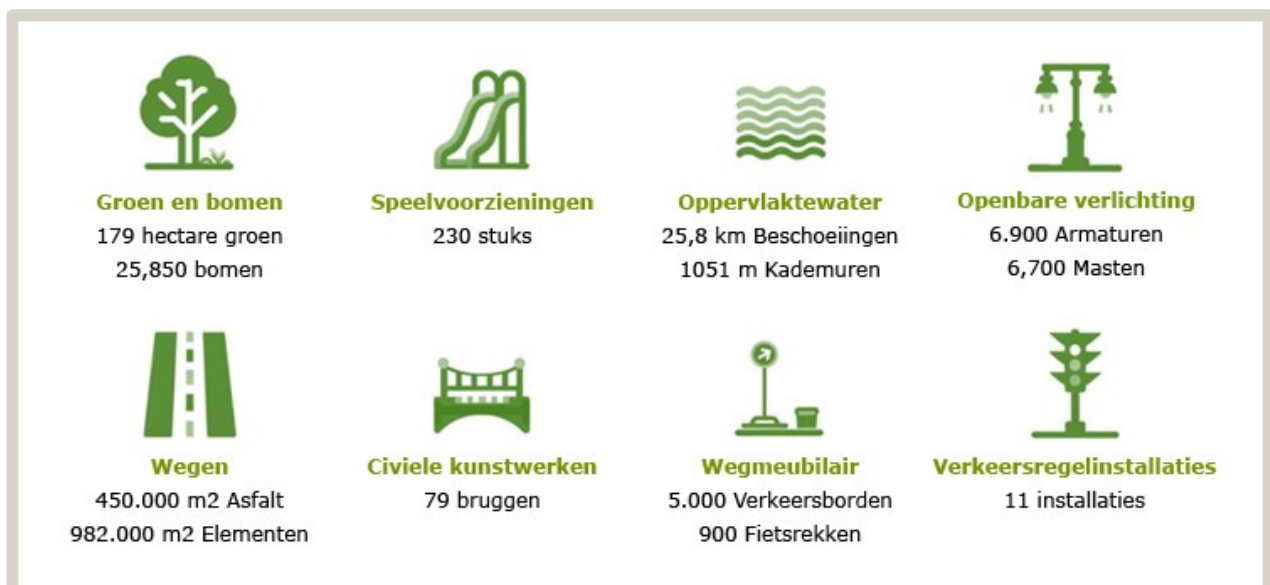 Groen en bomen
179 hectare groen
25,850 bomen
Speelvoorzieningen
230 stuks
Oppervlaktewater
25,8 km Beschoeiingen
1051 m Kademuren
Openbare verlichting
6.900 Armaturen
6,700 Masten
Wegen
450.000 m2 Asfalt
982.000 m2 Elementen
Civiele kunstwerken
79 bruggen
Wegmeubilair
5.000 Verkeersborden
900 Fietsrekken
Verkeersregelinstallaties
11 installaties